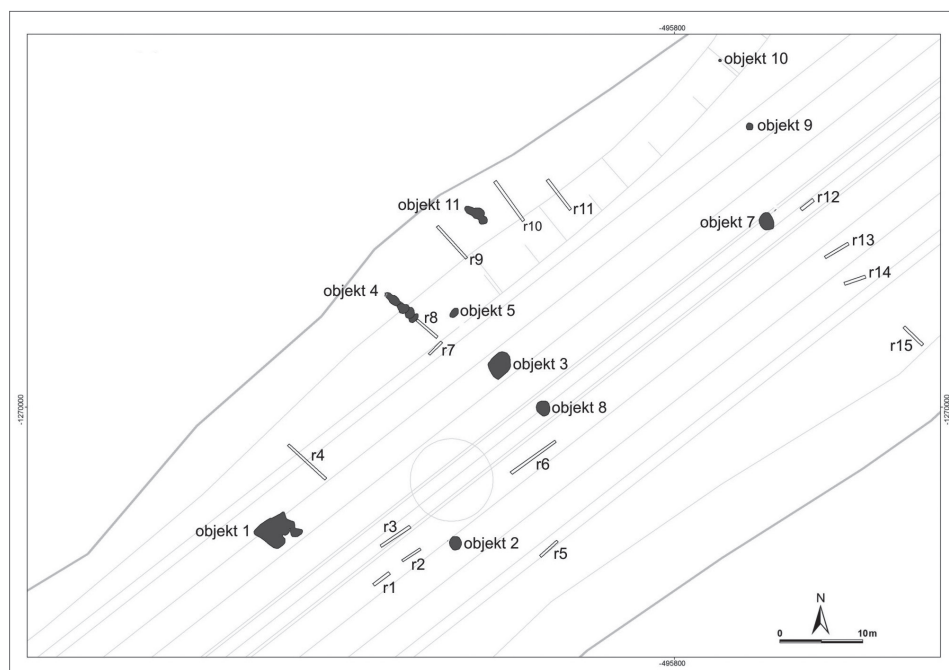 -495800
objekt 10
objekt 9
objekt 11
r10
r11
r12
objekt 7
r9
r13
r14
objekt 4
r8
objekt 5
r7
r15
objekt 3
-1270000
objekt 8
-1270000
r4
r6
objekt 1
r3
r2
objekt 2
r5
r1
N
0 10m
-495800